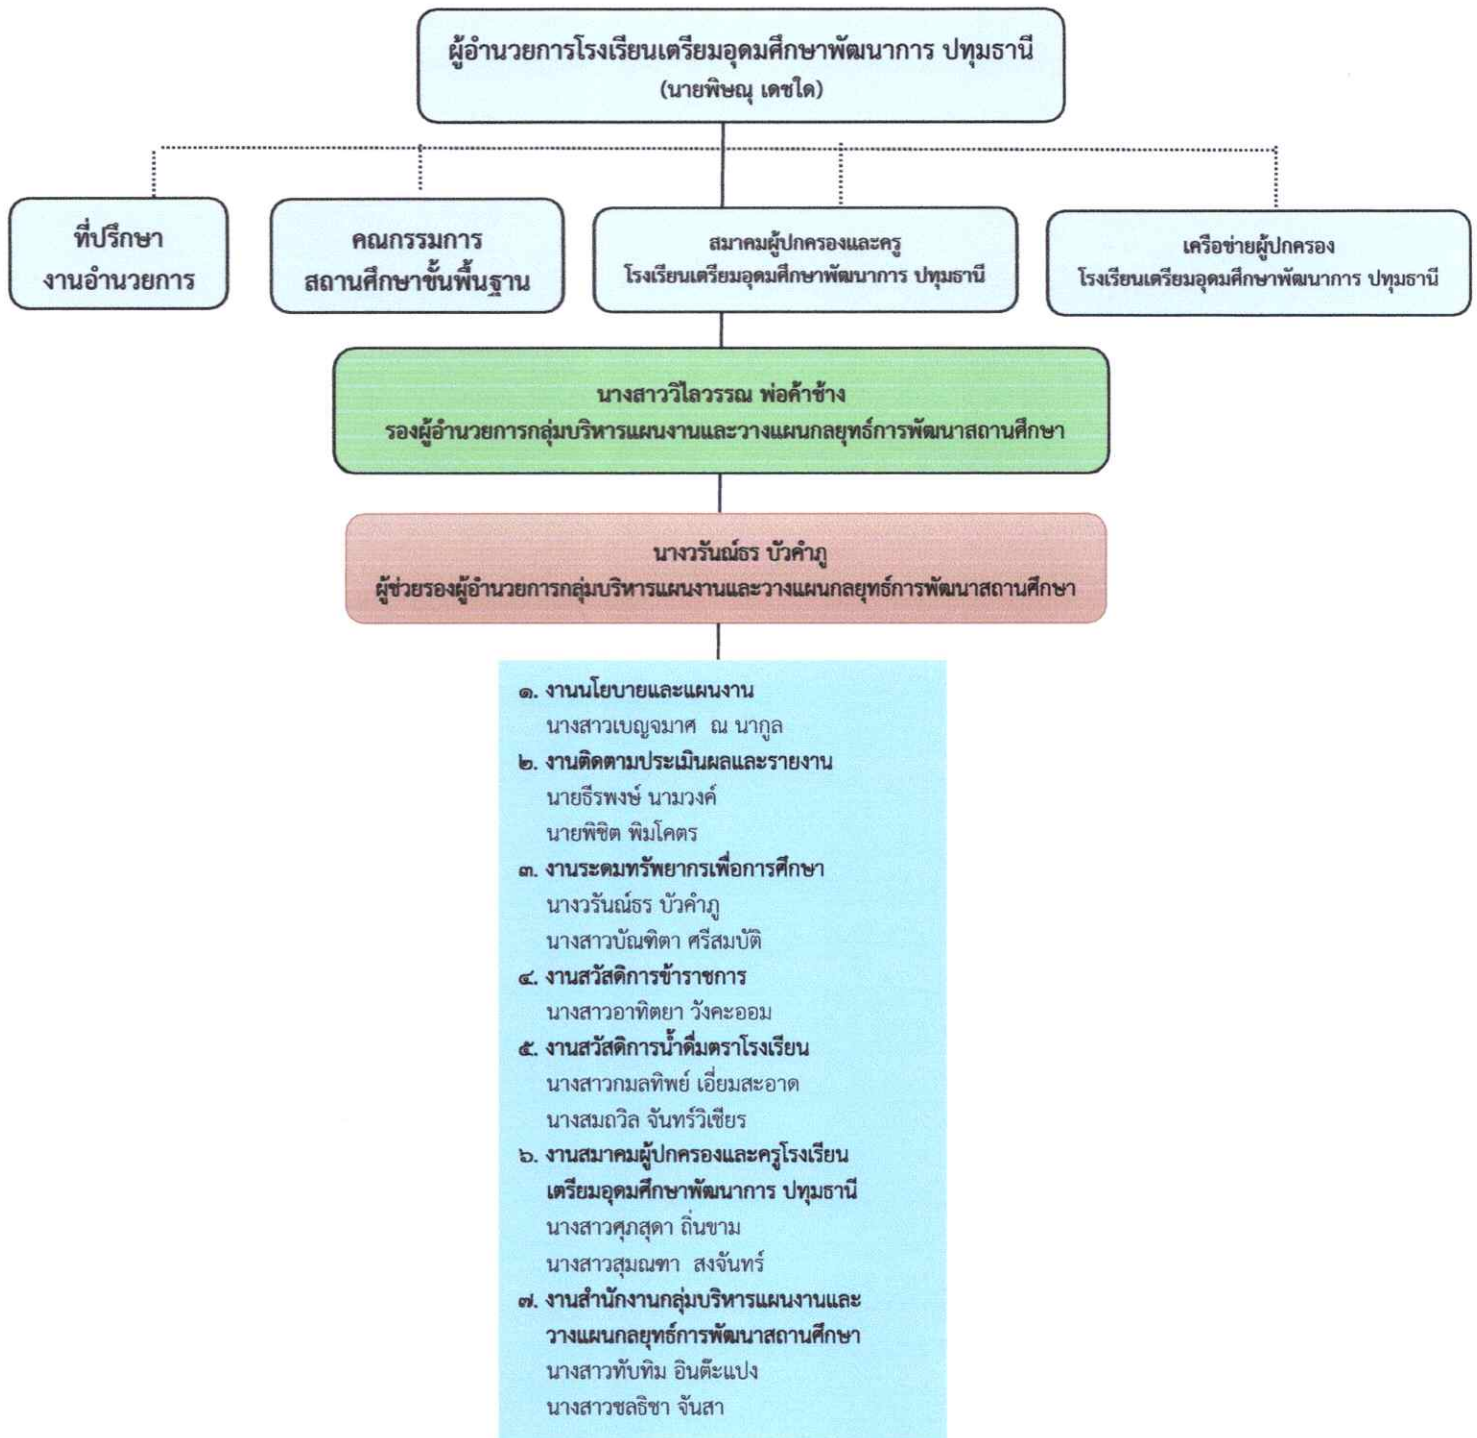 ผู้อำนวยการโรงเรียนเตรียมอุดมศึกษาพัฒนาการ ปทุมธานี
(นายพิษณุ เดชใด)
ที่ปรึกษา
งานอำนวยการ
คณกรรมการ
สถานศึกษาขั้นพื้นฐาน
สมาคมผู้ปกครองและครู
โรงเรียนเตรียมอุดมศึกษาพัฒนาการ ปทุมธานี
เครือข่ายผู้ปกครอง
โรงเรียนเตรียมอุดมศึกษาพัฒนาการ ปทุมธานี
นางสาววิไลวรรณ พ่อค้าช้าง
รองผู้อำนวยการกลุ่มบริหารแผนงานและวางแผนกลยุทธ์การพัฒนาสถานศึกษา
นางวรันณ์ธร บัวคำภู
ผู้ช่วยรองผู้อำนวยการกลุ่มบริหารแผนงานและวางแผนกลยุทธ์การพัฒนาสถานศึกษา
๑. งานนโยบายและแผนงาน
นางสาวเบญจมาศ ณ นากูล
๒. งานติดตามประเมินผลและรายงาน
นายธีรพงษ์ นามวงค์
นายพิชิต พิมโคตร
๓. งานระดมทรัพยากรเพื่อการศึกษา
นางวรันณ์ธร บัวคำภู
นางสาวบัณฑิตา ศรีสมบัติ
๔. งานสวัสดิการข้าราชการ
นางสาวอาทิตยา วังคะออม
๕. งานสวัสดิการน้ำดื่มตราโรงเรียน
นางสาวกมลทิพย์ เอี่ยมสะอาด
นางสมถวิล จันทร์วิเชียร
๖. งานสมาคมผู้ปกครองและครูโรงเรียน
เตรียมอุดมศึกษาพัฒนาการ ปทุมธานี
นางสาวศุภสุดา ถิ่นขาม
นางสาวสุมณฑา สงจันทร์
๗. งานสำนักงานกลุ่มบริหารแผนงานและ
วางแผนกลยุทธ์การพัฒนาสถานศึกษา
นางสาวทับทิม อินต๊ะแปง
นางสาวชลธิชา จันสา